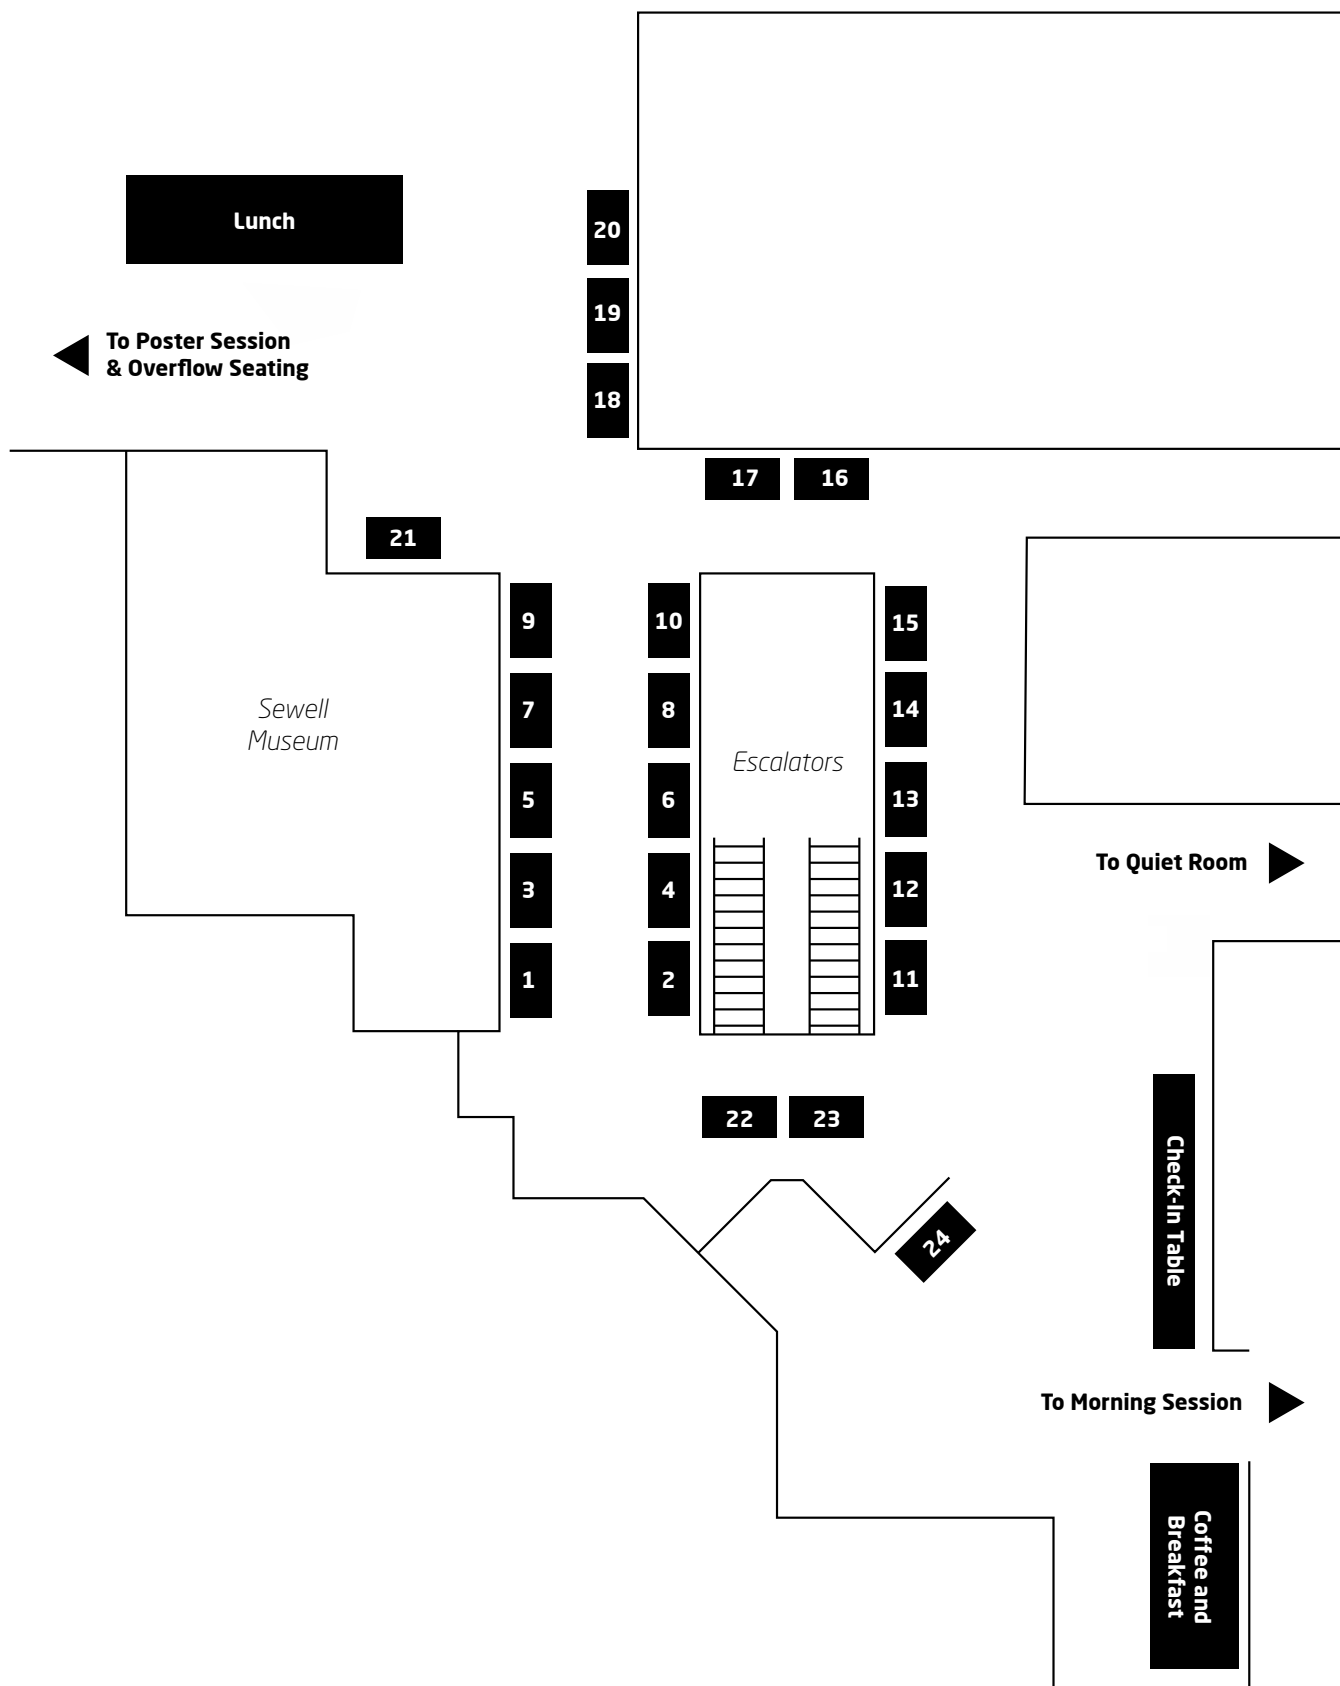 Lunch
20
19
To Poster Session
& Overflow Seating
18
17
16
21
9
10
15
Sewell
Museum
7
8
14
Escalators
5
6
13
To Quiet Room
3
4
12
1
2
11
22
23
Check-In Table
24
To Morning Session
Coffee and
Breakfast